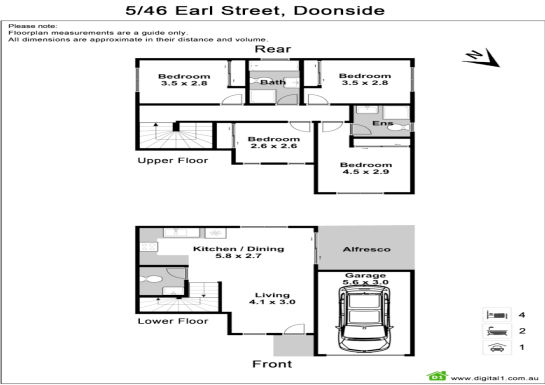 5/46 Earl Street, Doonside
Please note:
Floorplan measurements are a guide only.
All dimensions are approximate in their distance and volume.
Rear
N
Bedroom
3.5 x 2.8
Bath
Bedroom
3.5 x 2.8
Ens
Bedroom
2.6 x 2.6
Upper Floor
Bedroom
4.5 x 2.9
Kitchen / Dining
5.8 x 2.7
Alfresco
Garage
5.6 x 3.0
Living
4.1 x 3.0
Lower Floor
Front
4
2
1
D1 www.digital1.com.au